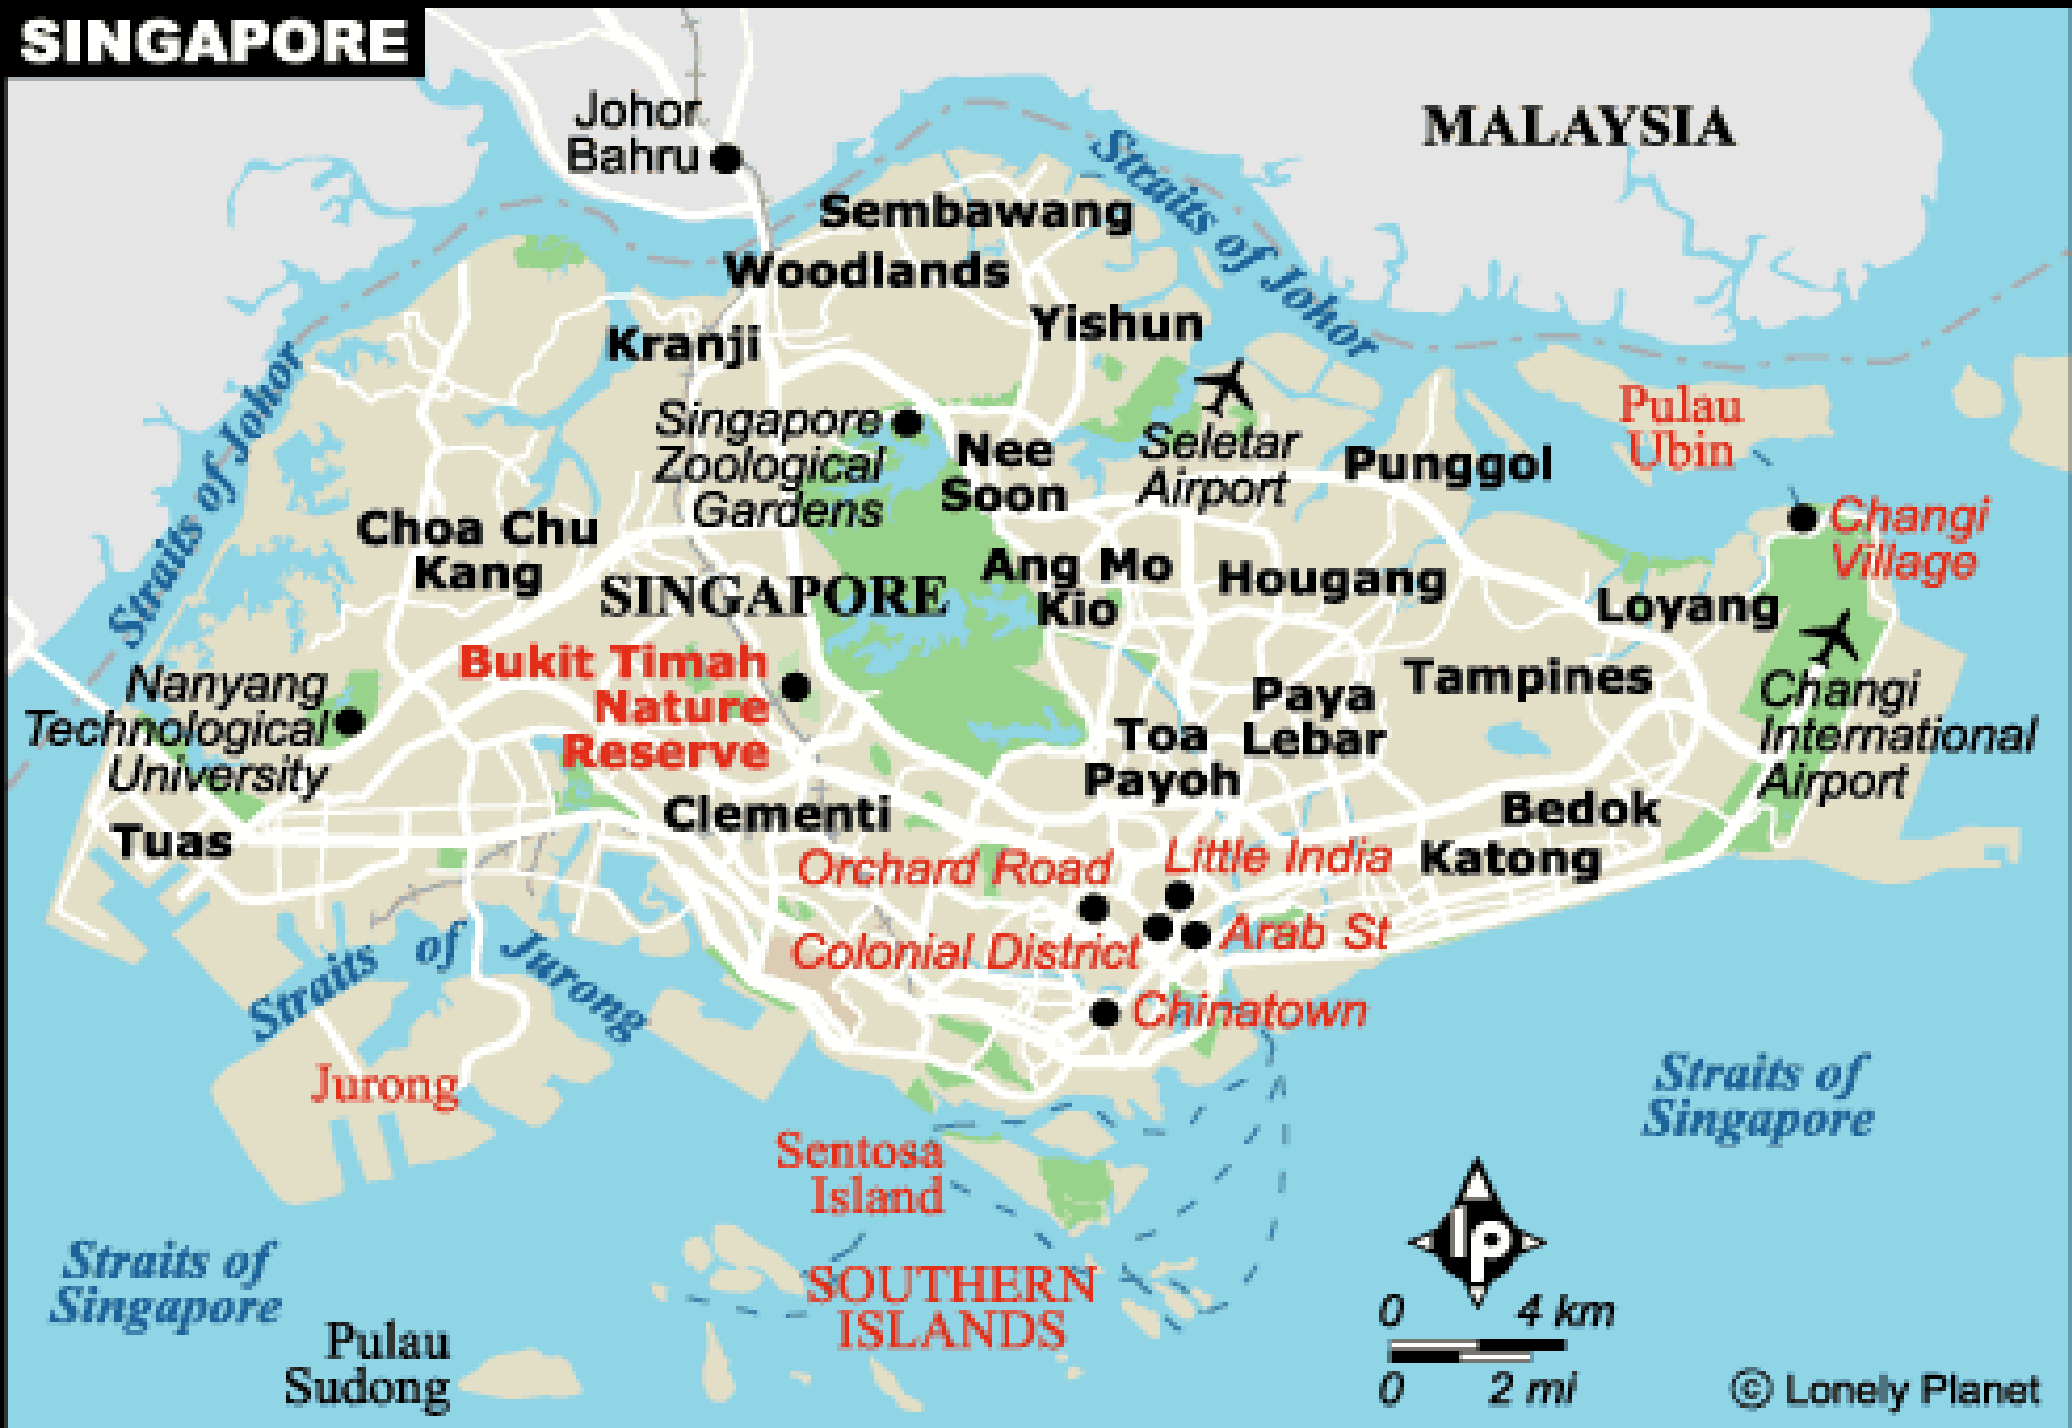 SINGAPORE
Johor
Bahru
MALAYSIA
Straits of Johor
Sembawang
Woodlands
Yishun
Kranji
Straits of Johor
Pulau
Ubin
Singapore
Zoological
Gardens
Nee
Soon
Seletar
Airport
Punggol
Changi
Village
Choa Chu
Kang
SINGAPORE
Ang Mo
Kio
Hougang
Loyang
Bukit Timah
Nature
Reserve
Nanyang
Technological
University
Paya
Lebar
Tampines
Changi
International
Airport
Toa
Payoh
Tuas
Clementi
Bedok
Katong
Orchard Road
Little India
Colonial District
Arab St
Chinatown
Straits of Jurong
Jurong
Straits of
Singapore
Sentosa
Island
Straits of
Singapore
SOUTHERN
ISLANDS
Pulau
Sudong
lp
0 4 km
0 2 mi
© Lonely Planet